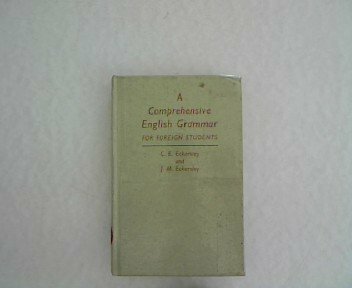 A
Comprehensive
English Grammar
FOR FOREIGN STUDENTS
C. E. Eckersley
and
J. M. Eckersley